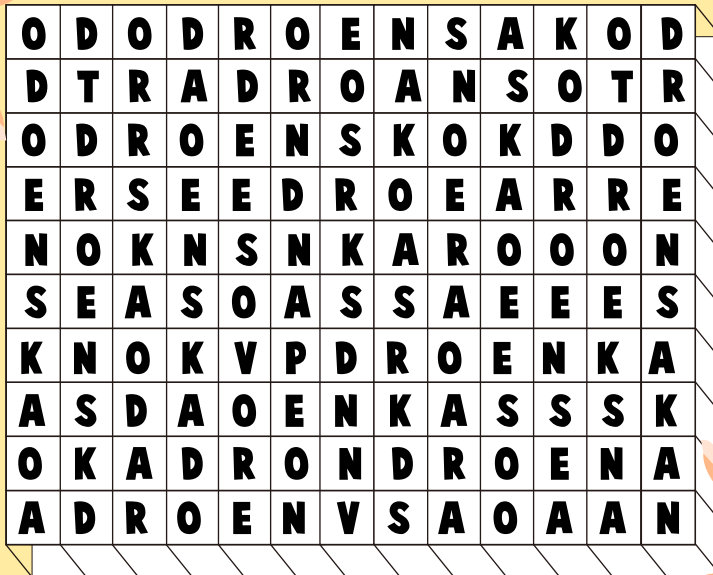 O D O D R O E N S A K O D
D T R A D R O A N S O T R
O D R O E N S K O K D D O
E R S E E D R O E A R R E
N O K N S N K A R O O O N
S E A S O A S S A E E E S
K N O K V P D R O E N K A
A S D A O E N K A S S S K
O K A D R O N D R O E N A
A D R O E N V S A O A A N